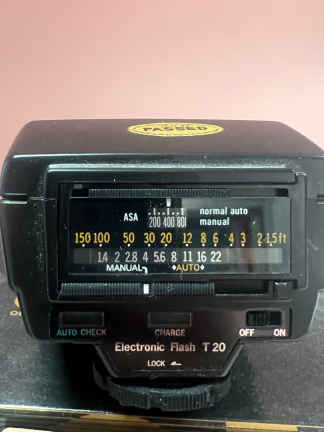 PASSED
ASA
200 400 800
normal auto
manual
150 100 50 30 20 12 8 6 4 3 2 1.5ft
1.4 2 2.8 4 5.6 8 11 16 22
MANUAL ♦AUTO♦
AUTO CHECK CHARGE OFF ON
Electronic Flash T 20
LOCK